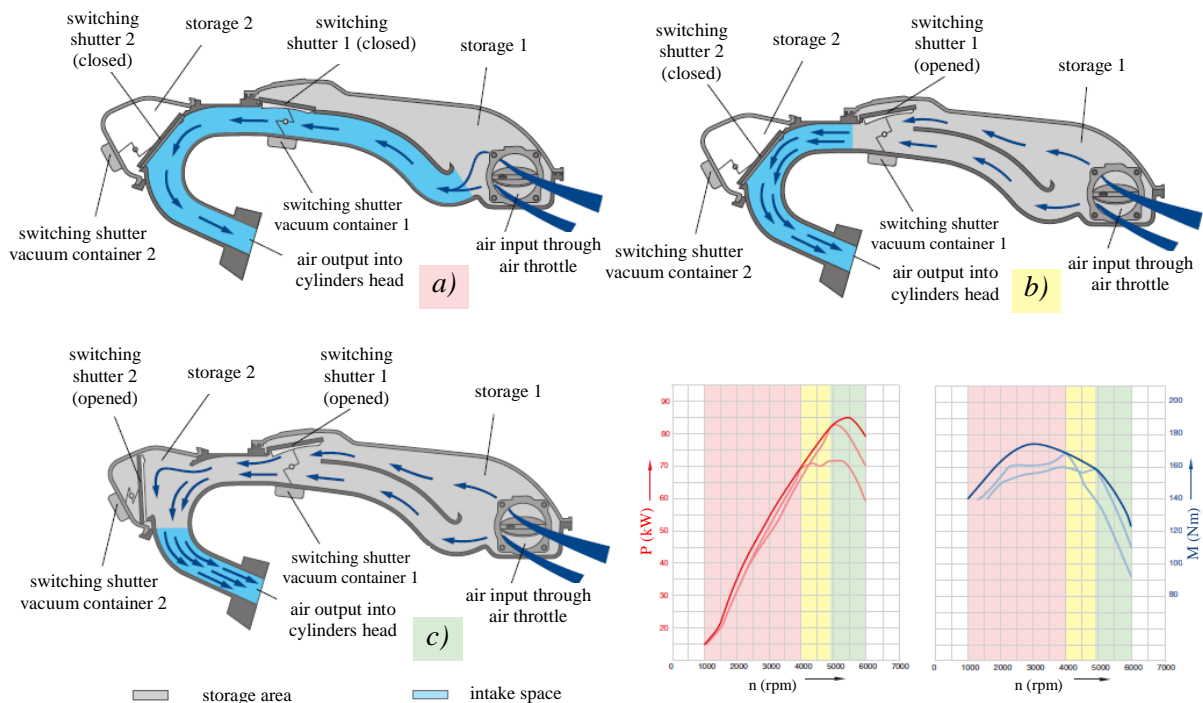 switching
shutter 2
(closed)
storage 2
switching
shutter 1 (closed)
storage 1
switching shutter
vacuum container 2
switching shutter
vacuum container 1
air output into
cylinders head
air input through
air throttle
a)
switching
shutter 2
(closed)
storage 2
switching
shutter 1
(opened)
storage 1
switching shutter
vacuum container 2
switching shutter
vacuum container 1
air output into
cylinders head
air input through
air throttle
b)
switching
shutter 2
(opened)
storage 2
switching
shutter 1
(opened)
storage 1
switching shutter
vacuum container 2
switching shutter
vacuum container 1
air output into
cylinders head
air input through
air throttle
c)
storage area
intake space
90
80
70
60
50
40
30
20
P (kW)
0 1000 2000 3000 4000 5000 6000 7000
n (rpm)
200
180
160
140
120
100
80
M (Nm)
0 1000 2000 3000 4000 5000 6000 7000
n (rpm)